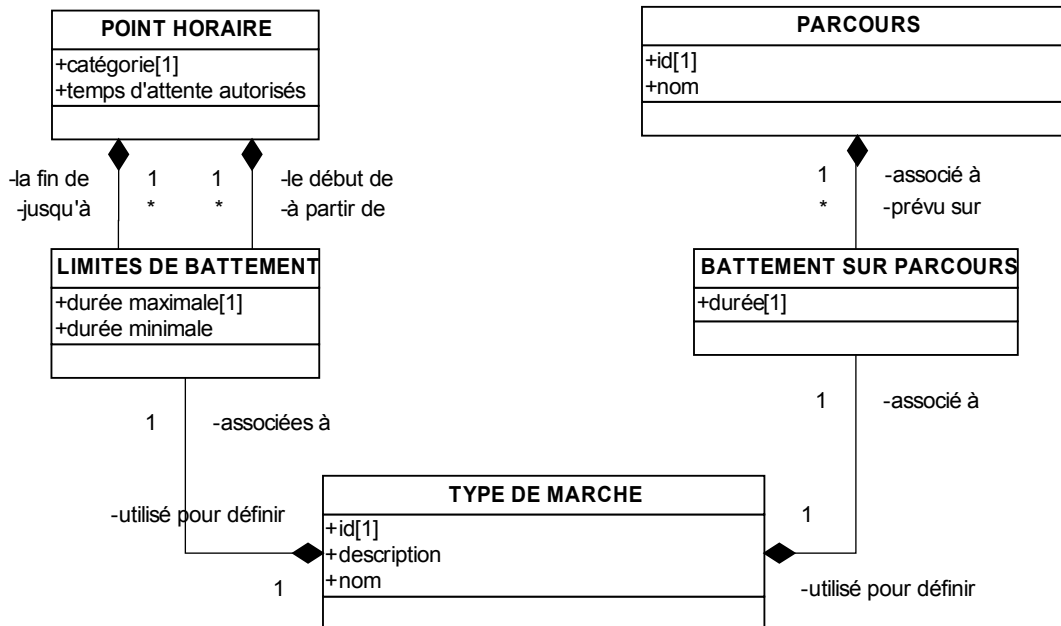 POINT HORAIRE
+catégorie[1]
+temps d'attente autorisés
PARCOURS
+id[1]
+nom
-la fin de
1
1
-le début de
-jusqu'à
*
*
-à partir de
1
-associé à
*
-prévu sur
LIMITES DE BATTEMENT
+durée maximale[1]
+durée minimale
BATTEMENT SUR PARCOURS
+durée[1]
1
-associées à
1
-associé à
-utilisé pour définir
1
TYPE DE MARCHE
+id[1]
+description
+nom
1
-utilisé pour définir